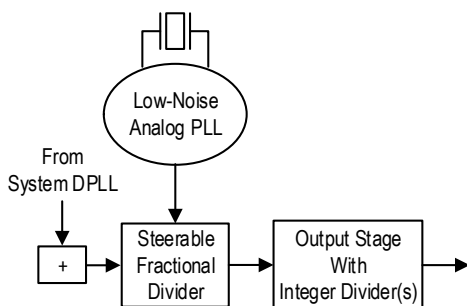 Low-Noise
Analog PLL
From
System DPLL
+
Steerable
Fractional
Divider
Output Stage
With
Integer Divider(s)